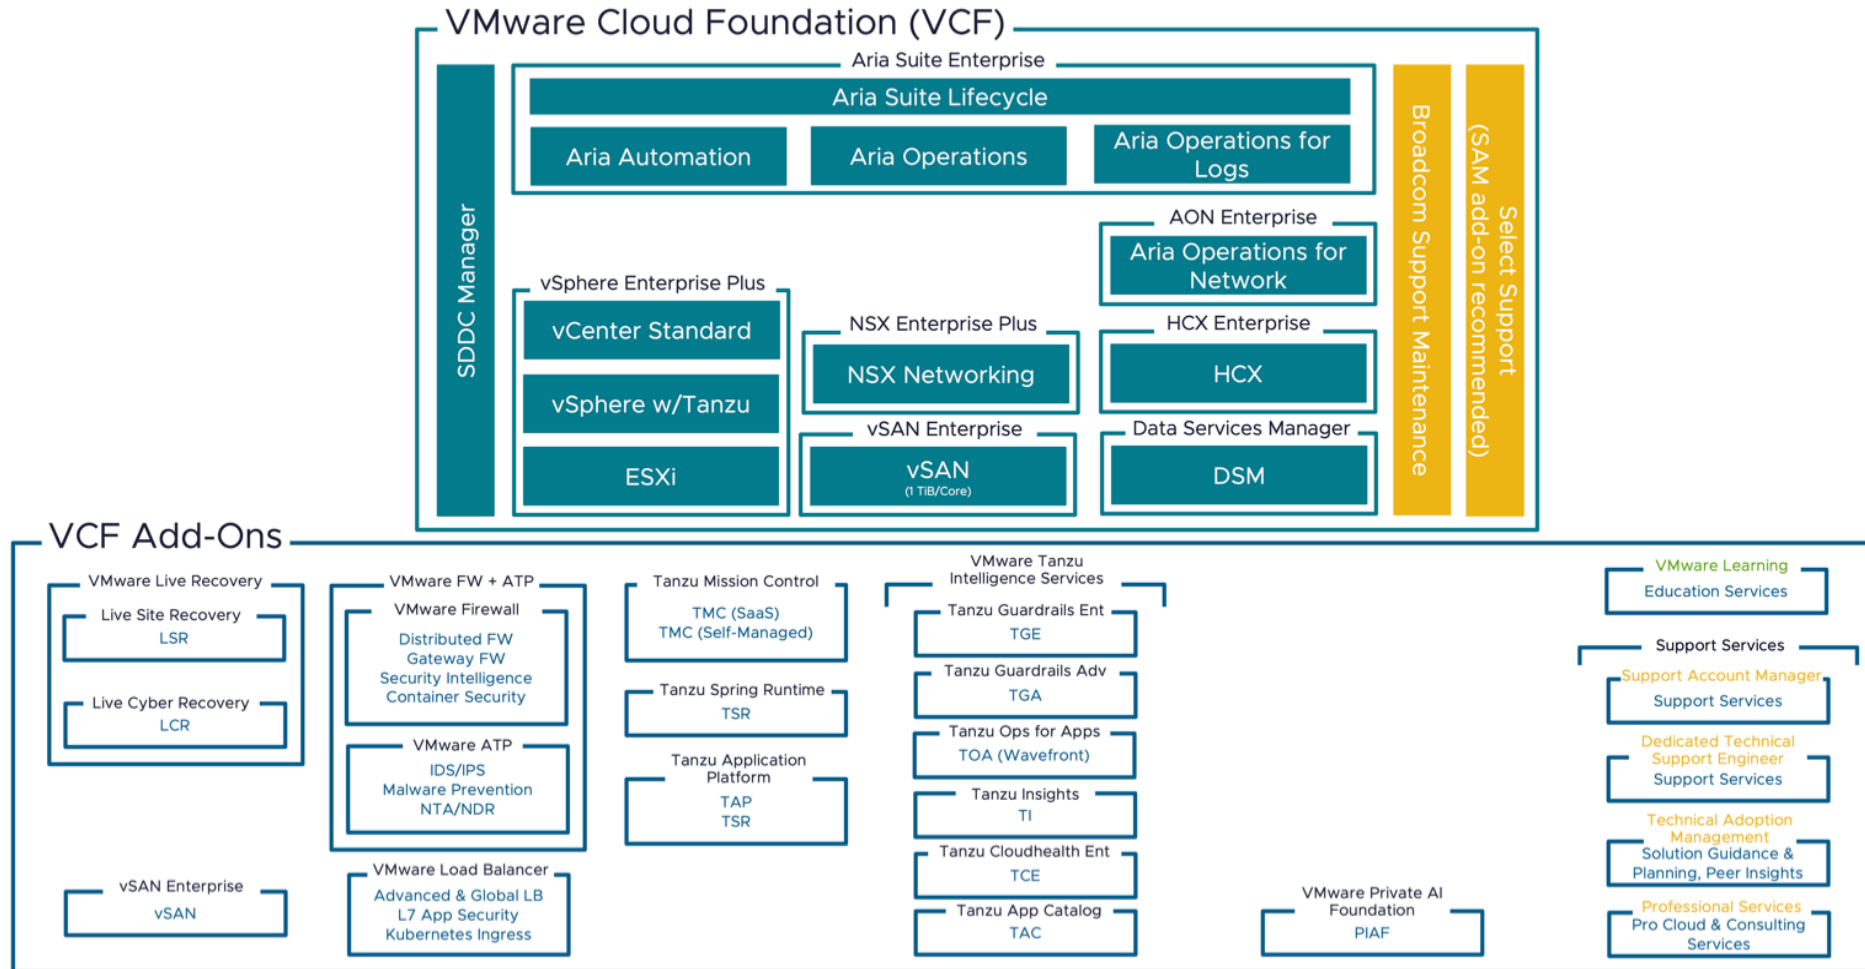 VMware Cloud Foundation (VCF)
SDDC Manager
Aria Suite Enterprise
Aria Suite Lifecycle
Aria Automation
Aria Operations
Aria Operations for
Logs
AON Enterprise
Aria Operations for
Network
vSphere Enterprise Plus
vCenter Standard
vSphere w/Tanzu
ESXi
NSX Enterprise Plus
NSX Networking
vSAN Enterprise
vSAN
(1 TiB/Core)
HCX Enterprise
HCX
Data Services Manager
DSM
Broadcom Support Maintenance
Select Support
(SAM add-on recommended)
VCF Add-Ons
VMware Live Recovery
Live Site Recovery
LSR
Live Cyber Recovery
LCR
vSAN Enterprise
vSAN
VMware FW + ATP
VMware Firewall
Distributed FW
Gateway FW
Security Intelligence
Container Security
VMware ATP
IDS/IPS
Malware Prevention
NTA/NDR
VMware Load Balancer
Advanced & Global LB
L7 App Security
Kubernetes Ingress
Tanzu Mission Control
TMC (SaaS)
TMC (Self-Managed)
Tanzu Spring Runtime
TSR
Tanzu Application
Platform
TAP
TSR
VMware Tanzu
Intelligence Services
Tanzu Guardrails Ent
TGE
Tanzu Guardrails Adv
TGA
Tanzu Ops for Apps
TOA (Wavefront)
Tanzu Insights
TI
Tanzu Cloudhealth Ent
TCE
Tanzu App Catalog
TAC
VMware Private AI
Foundation
PIAF
VMware Learning
Education Services
Support Services
Support Account Manager
Support Services
Dedicated Technical
Support Engineer
Support Services
Technical Adoption
Management
Solution Guidance &
Planning, Peer Insights
Professional Services
Pro Cloud & Consulting
Services